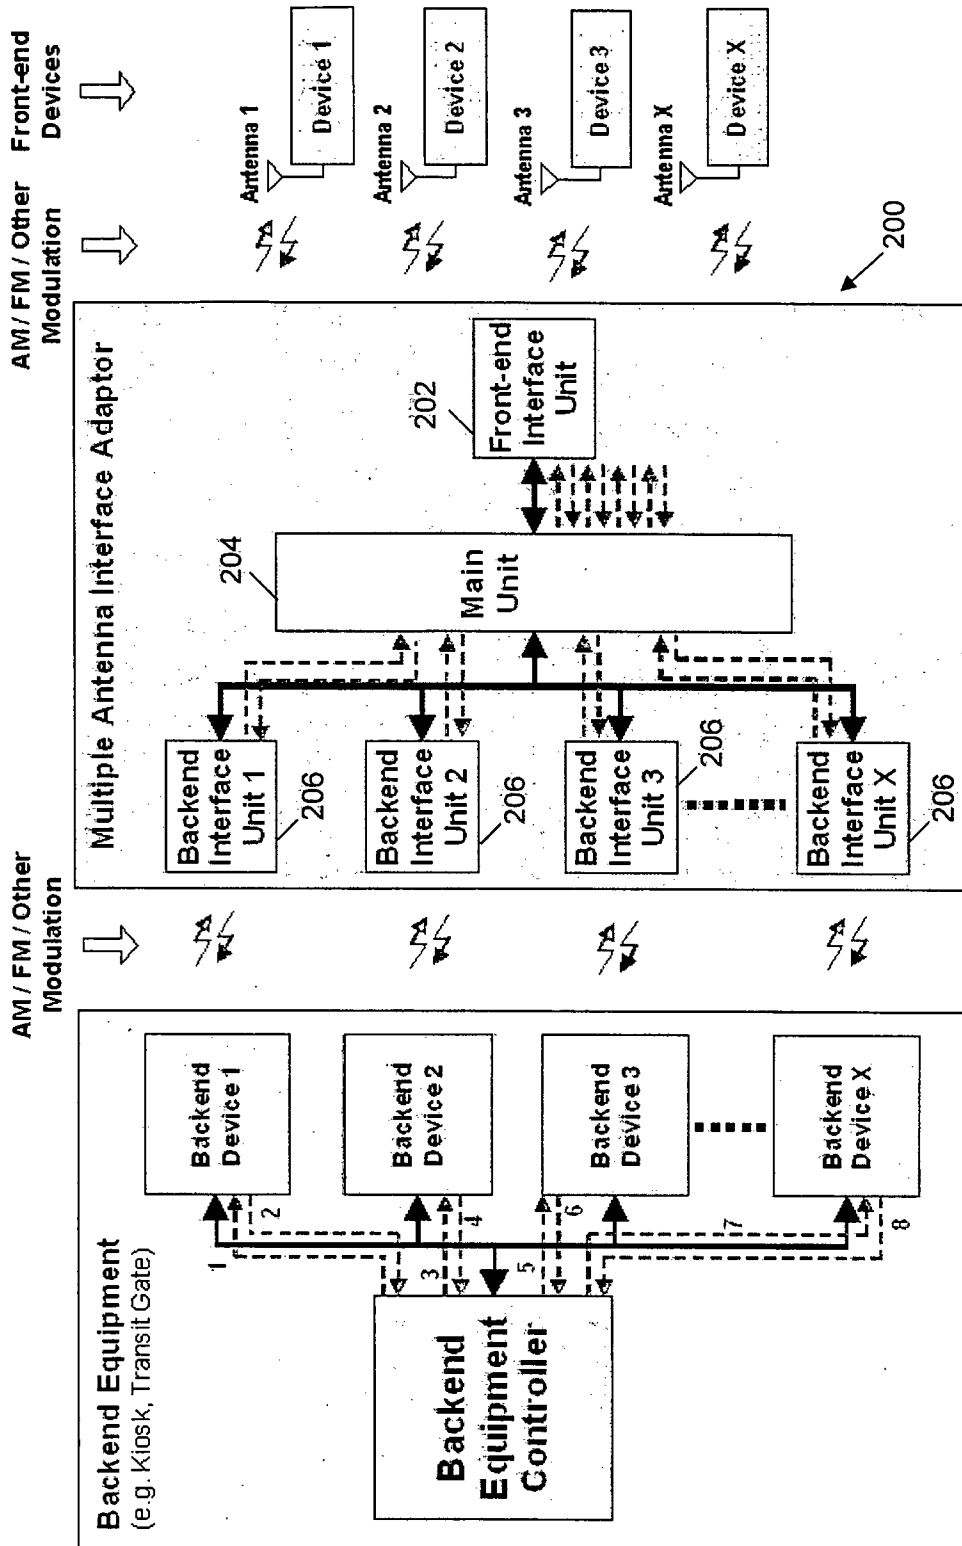 Backend Equipment
(e.g. Kiosk, Transit Gate)
Backend
Equipment
Controller
1
2
3
4
5
6
7
8
Backend
Device 1
Backend
Device 2
Backend
Device 3
Backend
Device X
AM / FM / Other
Modulation
Multiple Antenna Interface Adaptor
Backend
Interface
Unit 1
206
Backend
Interface
Unit 2
206
Backend
Interface
Unit 3
206
Backend
Interface
Unit X
206
204
Main
Unit
202
Front-end
Interface
Unit
200
AM / FM / Other
Modulation
Front-end
Devices
Antenna 1
Device 1
Antenna 2
Device 2
Antenna 3
Device 3
Antenna X
Device X